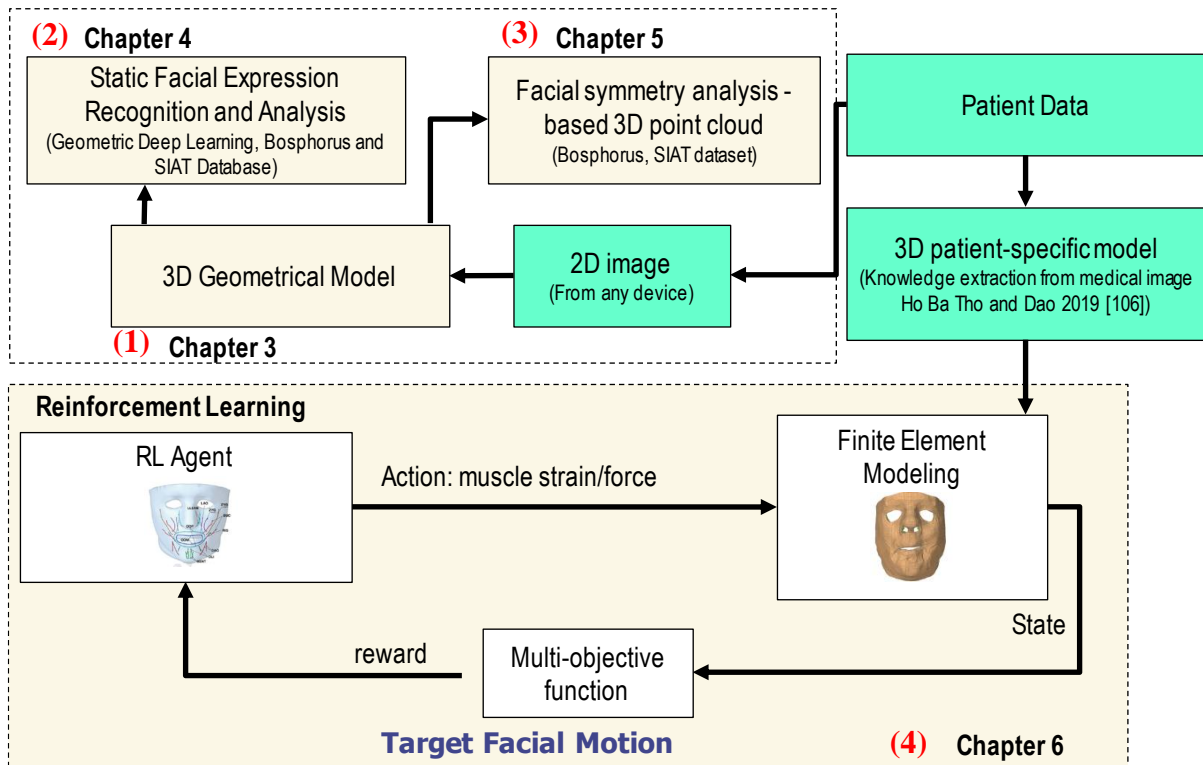 (2) Chapter 4
Static Facial Expression
Recognition and Analysis
(Geometric Deep Learning, Bosphorus and
SIAT Database)
(3) Chapter 5
Facial symmetry analysis -
based 3D point cloud
(Bosphorus, SIAT dataset)
Patient Data
3D Geometrical Model
2D image
(From any device)
3D patient-specific model
(Knowledge extraction from medical image
Ho Ba Tho and Dao 2019 [106])
(1) Chapter 3
Reinforcement Learning
RL Agent
Action: muscle strain/force
Finite Element
Modeling
State
reward
Multi-objective
function
Target Facial Motion
(4) Chapter 6